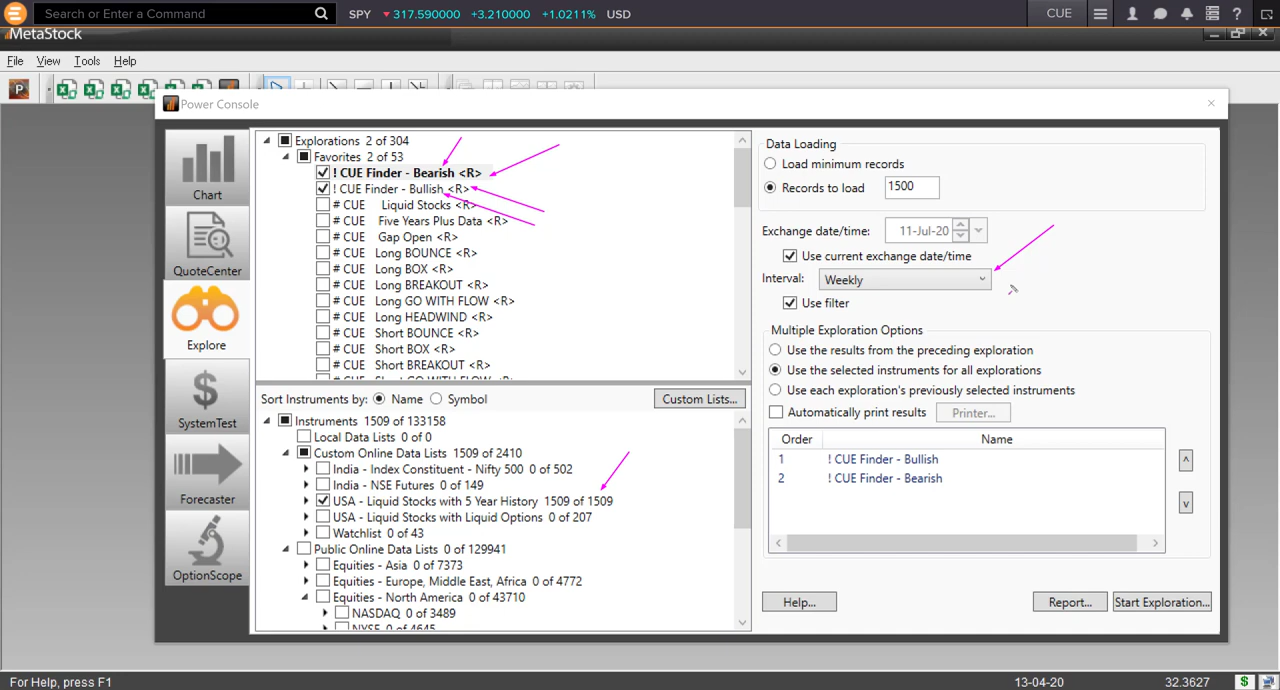 Search or Enter a Command
SPY 317.590000 +3.210000 +1.0211% USD
CUE
?
MetaStock
File View Tools Help
P
Power Console
Chart
QuoteCenter
Explore
SystemTest
Forecaster
OptionScope
Explorations 2 of 304
Favorites 2 of 53
! CUE Finder - Bearish <R>
! CUE Finder - Bullish <R>
# CUE Liquid Stocks <R>
# CUE Five Years Plus Data <R>
# CUE Gap Open <R>
# CUE Long BOUNCE <R>
# CUE Long BOX <R>
# CUE Long BREAKOUT <R>
# CUE Long GO WITH FLOW <R>
# CUE Long HEADWIND <R>
# CUE Short BOUNCE <R>
# CUE Short BOX <R>
# CUE Short BREAKOUT <R>
# CUE Short GO WITH FLOW <R>
Sort Instruments by: Name Symbol
Custom Lists...
Instruments 1509 of 133158
Local Data Lists 0 of 0
Custom Online Data Lists 1509 of 2410
India - Index Constituent - Nifty 500 0 of 502
India - NSE Futures 0 of 149
USA - Liquid Stocks with 5 Year History 1509 of 1509
USA - Liquid Stocks with Liquid Options 0 of 207
Watchlist 0 of 43
Public Online Data Lists 0 of 129941
Equities - Asia 0 of 7373
Equities - Europe, Middle East, Africa 0 of 4772
Equities - North America 0 of 43710
NASDAQ 0 of 3489
NYSE 0 of 4645
Data Loading
Load minimum records
Records to load 1500
Exchange date/time: 11-Jul-20
Use current exchange date/time
Interval: Weekly
Use filter
Multiple Exploration Options
Use the results from the preceding exploration
Use the selected instruments for all explorations
Use each exploration's previously selected instruments
Automatically print results Printer...
Order Name
1 ! CUE Finder - Bullish
2 ! CUE Finder - Bearish
Help...
Report...
Start Exploration...
For Help, press F1
13-04-20
32.3627
$